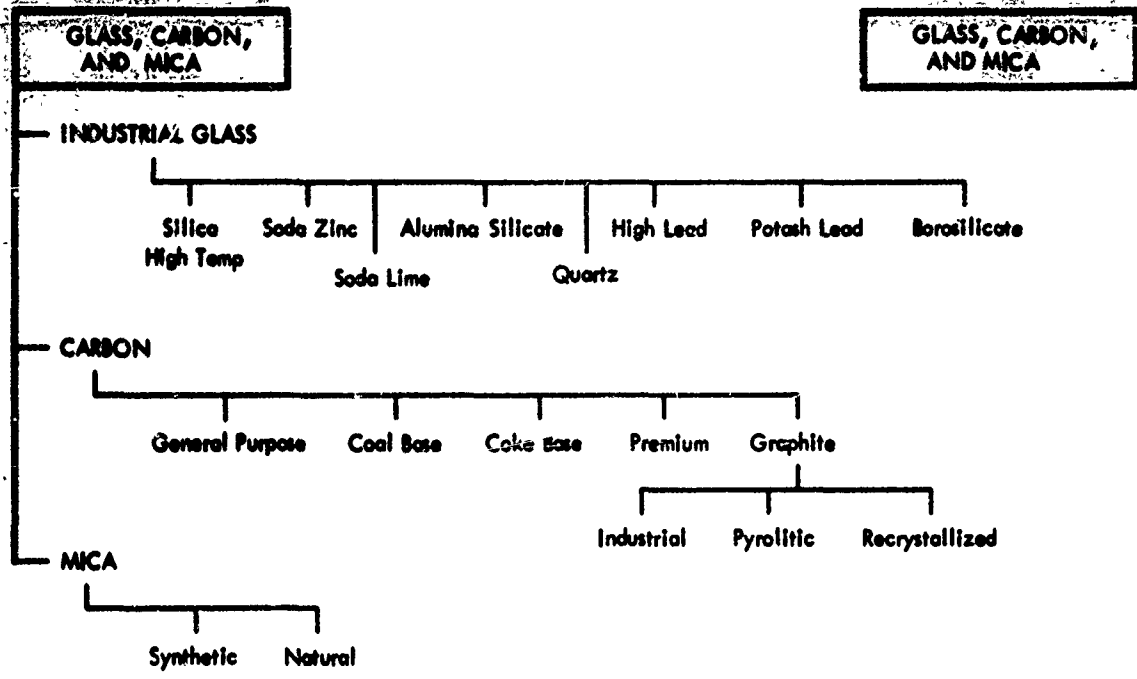 GLASS, CARBON,
AND MICA
GLASS, CARBON,
AND MICA
INDUSTRIAL GLASS
Silica
High Temp
Soda Zinc
Soda Lime
Alumina Silicate
Quartz
High Lead
Potash Lead
Borosilicate
CARBON
General Purpose
Coal Base
Coke Base
Premium
Graphite
Industrial
Pyrolitic
Recrystallized
MICA
Synthetic
Natural